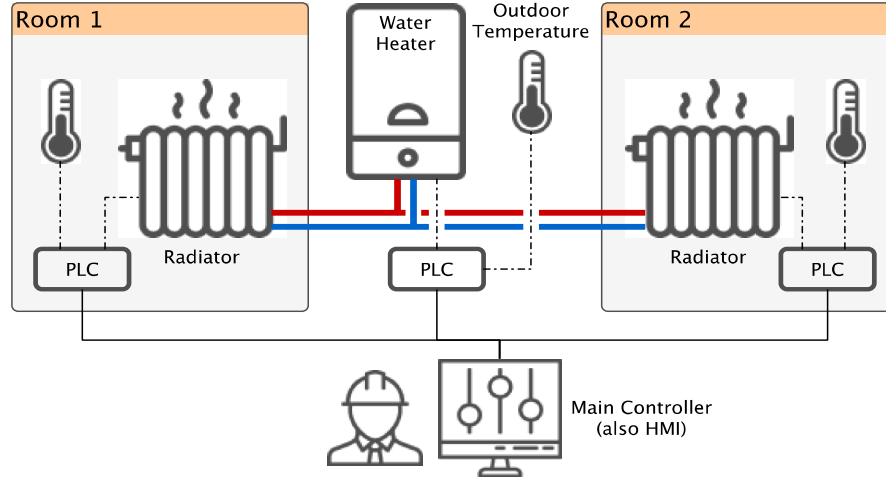 Room 1
Water
Heater
Outdoor
Temperature
Room 2
PLC
Radiator
PLC
Radiator
PLC
Main Controller
(also HMI)